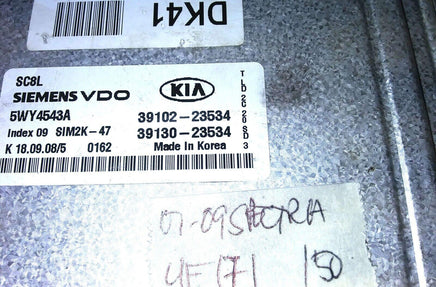 DK41
SC8L
SIEMENS VDO KIA
5WY4543A 39102-23534
Index 09 SIM2K-47 39130-23534
K 18.09.08/5 0162 Made in Korea
07-09 SPECTRA
150